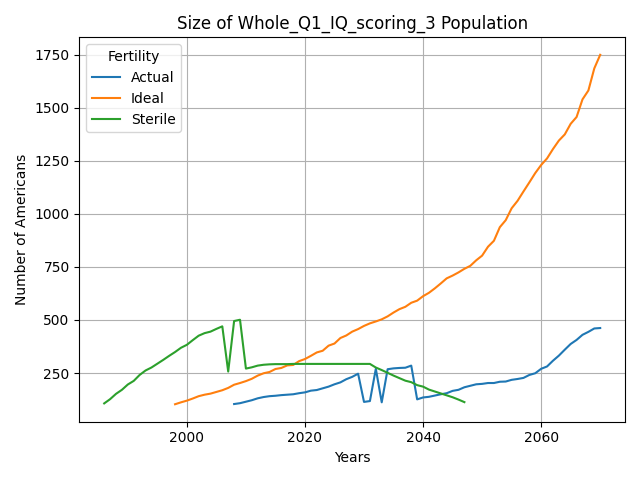 Size of Whole_Q1_IQ_scoring_3 Population
Fertility
Actual
Ideal
Sterile
Number of Americans
1750
1500
1250
1000
750
500
250
2000
2020
2040
2060
Years